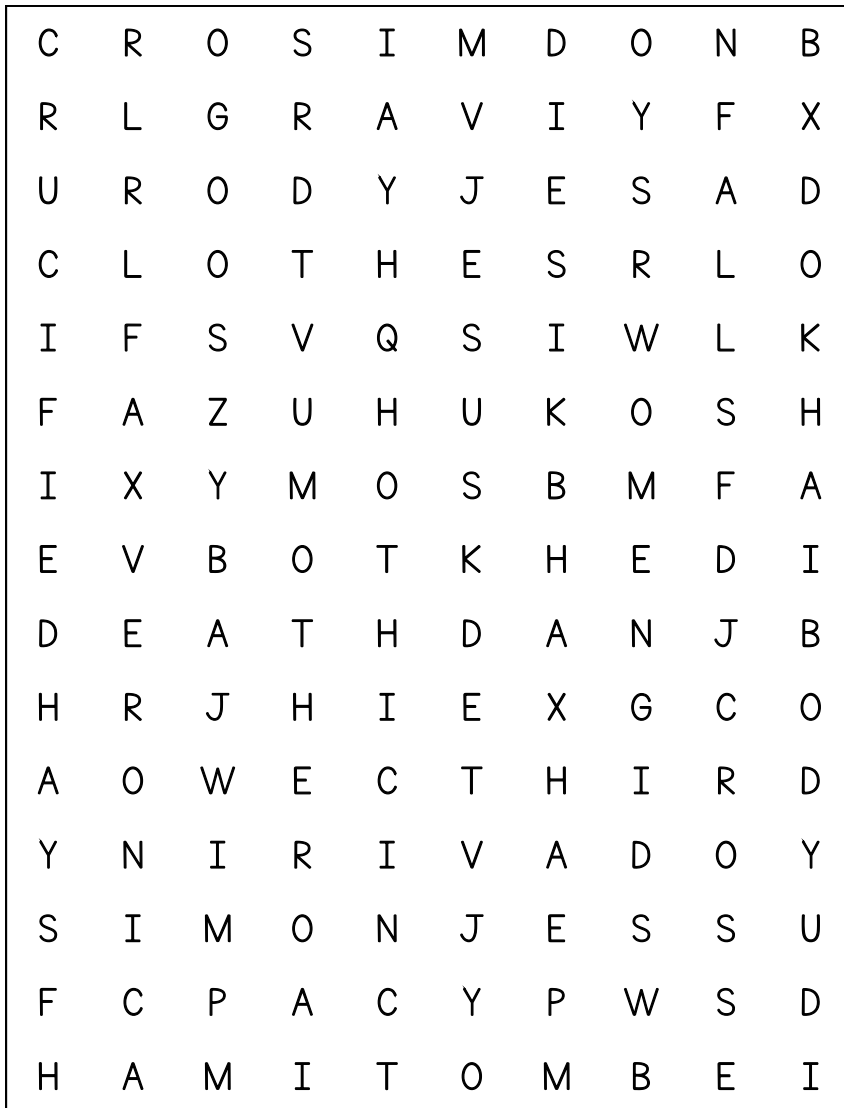 C R O S I M D O N B
R L G R A V I Y F X
U R O D Y J E S A D
C L O T H E S R L O
I F S V Q S I W L K
F A Z U H U K O S H
I X Y M O S B M F A
E V B O T K H E D I
D E A T H D A N J B
H R J H I E X G C O
A O W E C T H I R D
Y N I R I V A D O Y
S I M O N J E S S U
F C P A C Y P W S D
H A M I T O M B E I